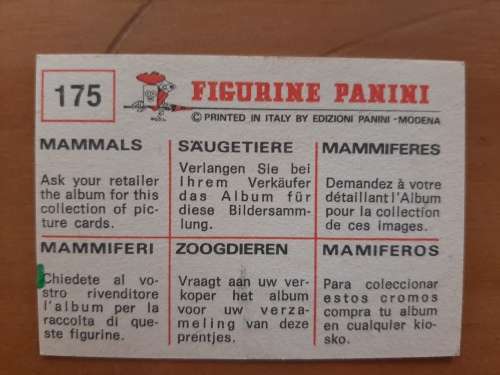 175
FIGURINE PANINI
© PRINTED IN ITALY BY EDIZIONI PANINI - MODENA
MAMMALS
Ask your retailer
the album for this
collection of pic-
ture cards.
SÄUGETIERE
Verlangen Sie bei
Ihrem Verkäufer
das Album für
diese Bildersamm-
lung.
MAMMIFERES
Demandez à votre
détaillant l'Album
pour la collection
de ces images.
MAMMIFERI
Chiedete al vo-
stro rivenditore
l'album per la
raccolta di que-
ste figurine.
ZOOGDIEREN
Vraagt aan uw ver-
koper het album
voor uw verza-
meling van deze
prentjes.
MAMIFEROS
Para coleccionar
estos cromos
compra tu album
en cualquier kio-
sko.